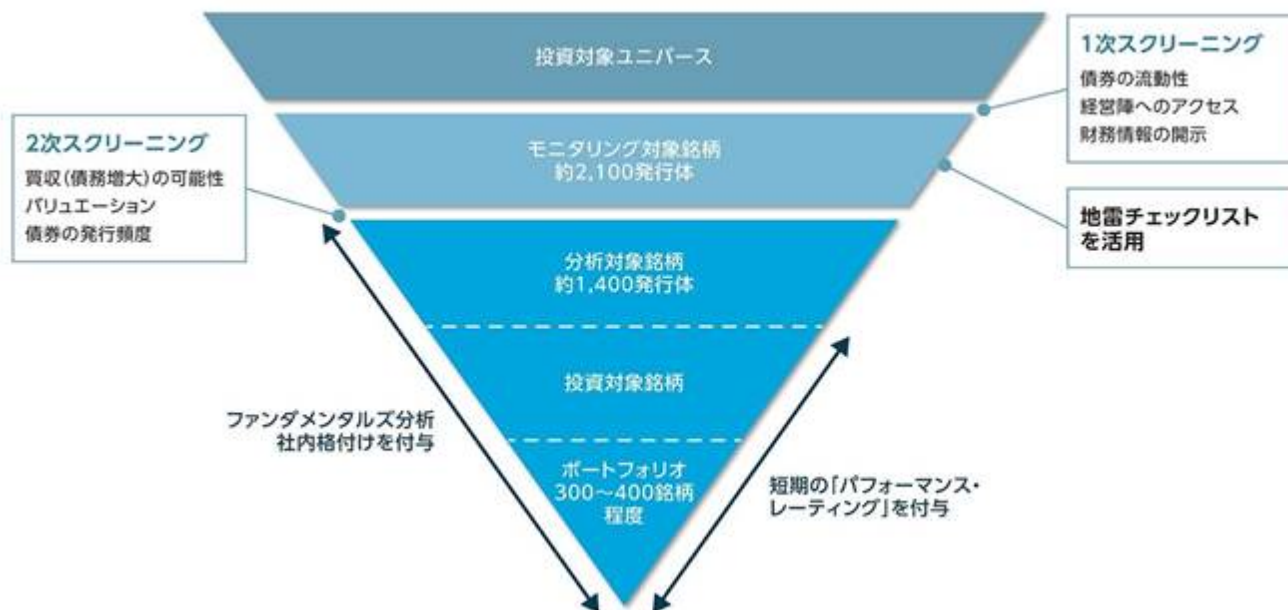 投資対象ユニバース
1次スクリーニング
債券の流動性
経営陣へのアクセス
財務情報の開示
モニタリング対象銘柄
約2,100発行体
2次スクリーニング
買収(債務増大)の可能性
バリュエーション
債券の発行頻度
地雷チェックリスト
を活用
分析対象銘柄
約1,400発行体
投資対象銘柄
ファンダメンタルズ分析
社内格付けを付与
ポートフォリオ
300〜400銘柄
程度
短期の「パフォーマンス・
レーティング」を付与